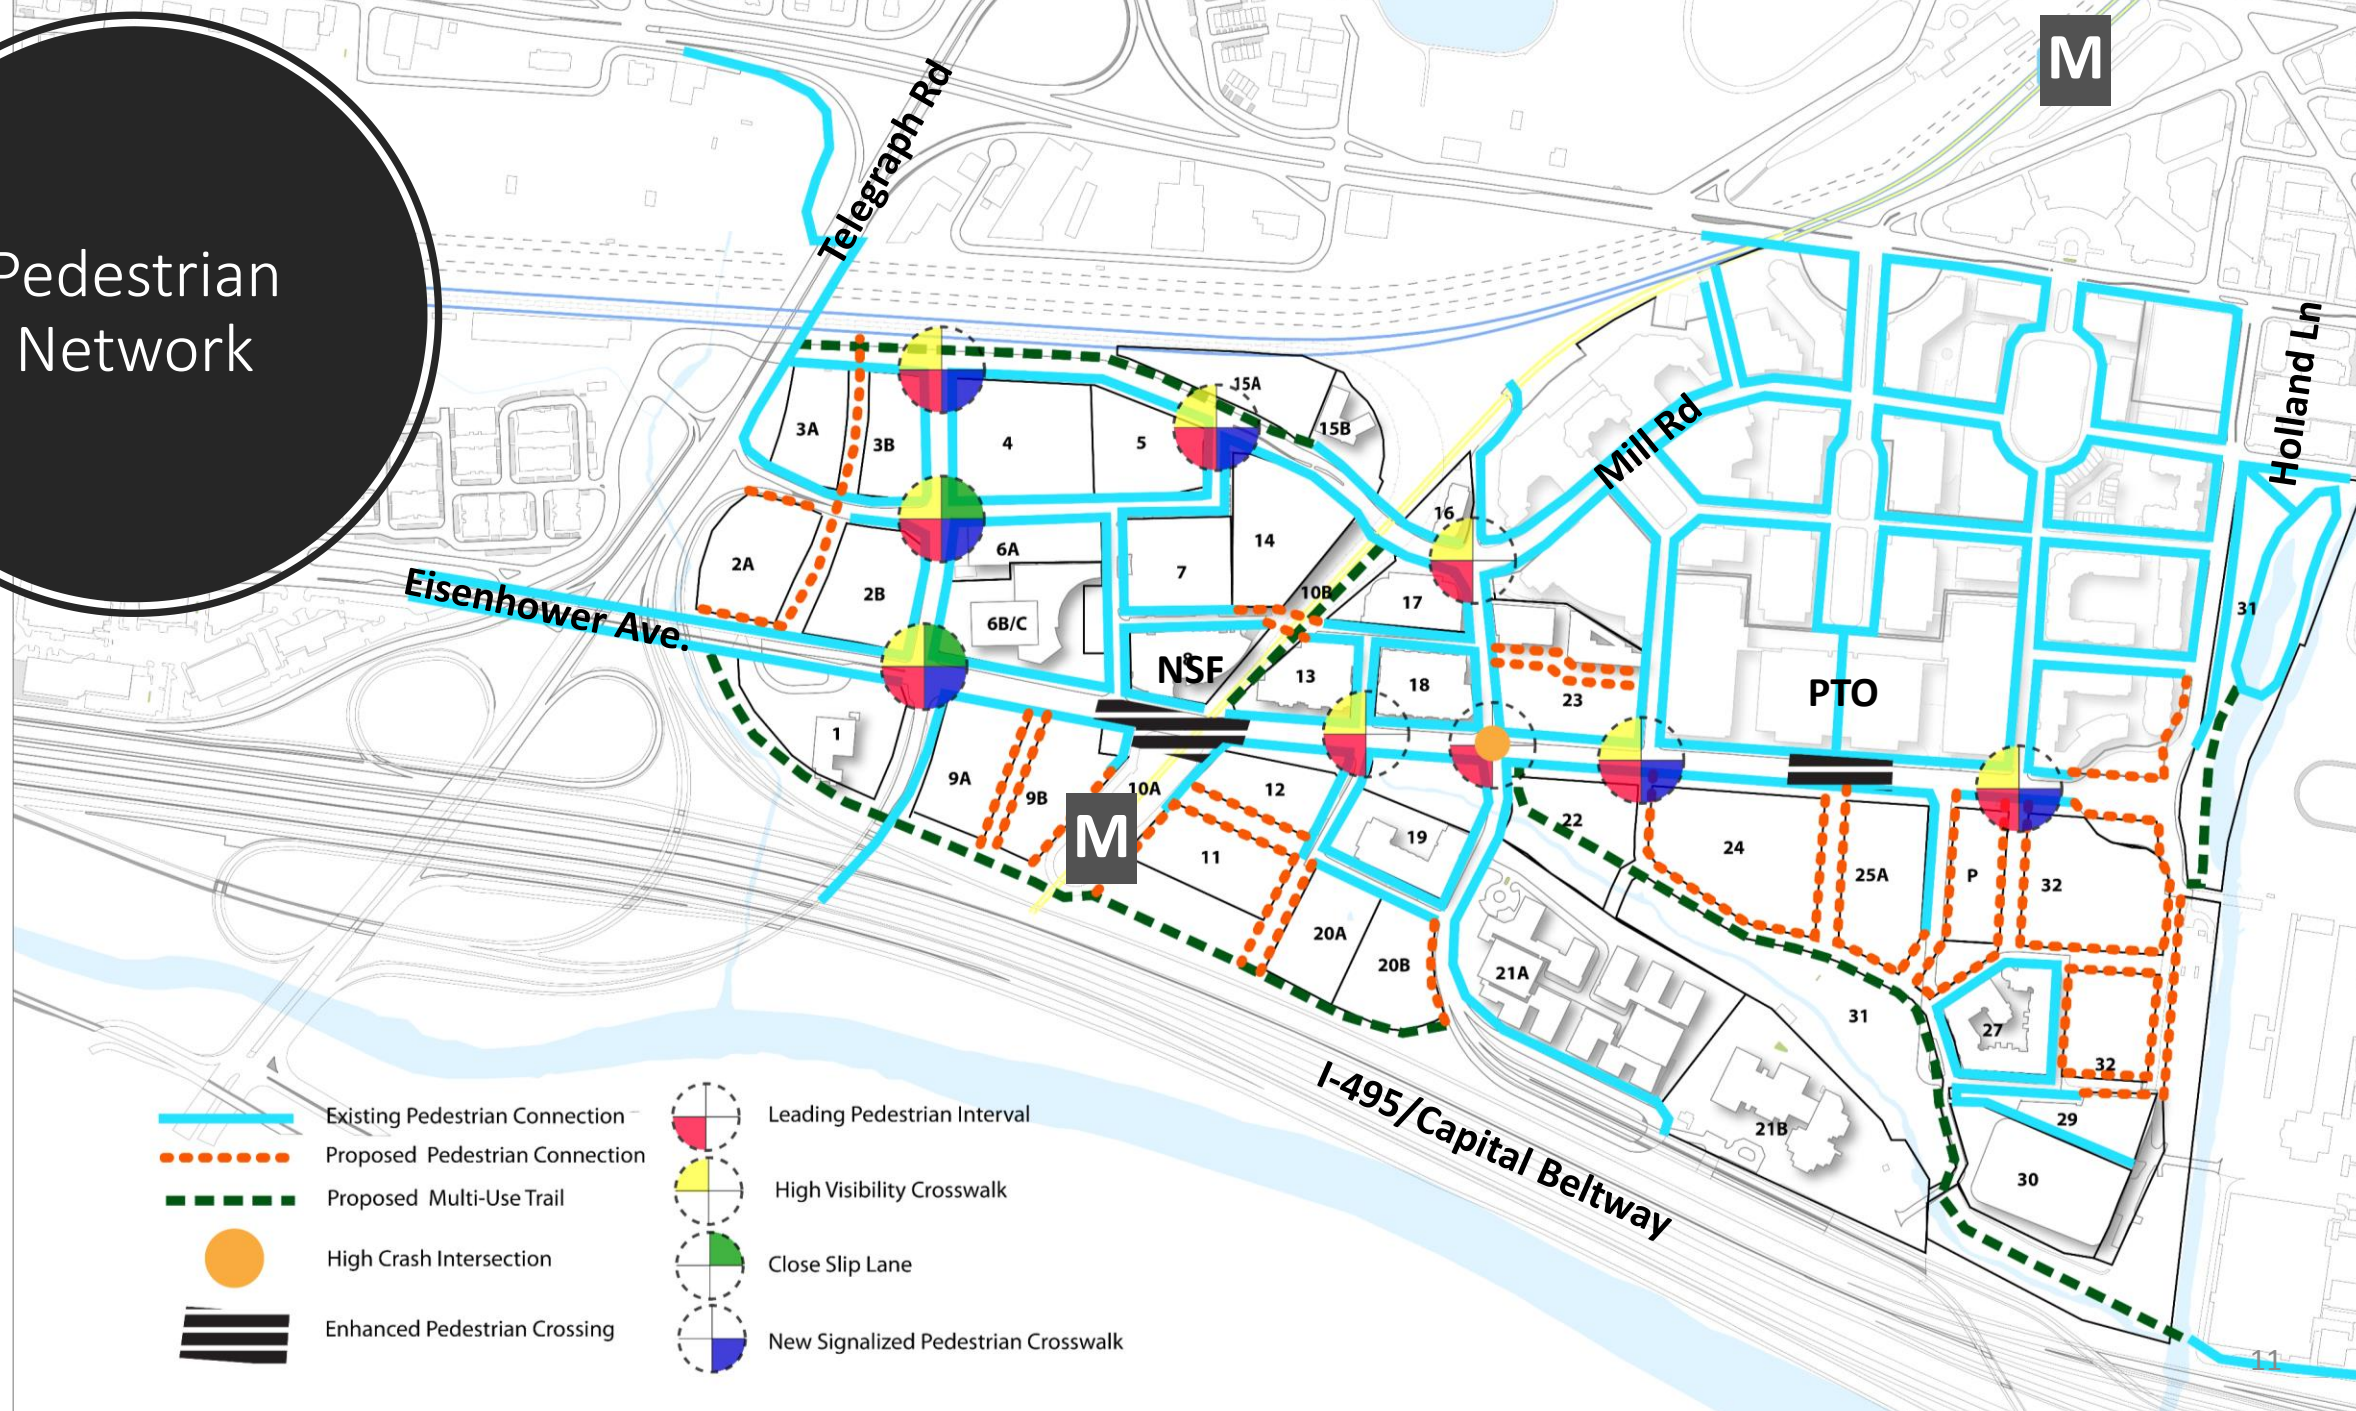 Pedestrian
Network
M
Telegraph Rd
Holland Ln
Mill Rd
Eisenhower Ave.
15A
15B
3A
3B
4
5
16
14
6A
7
2A
2B
10B
17
6B/C
31
8
NSF
13
18
23
PTO
1
9A
9B
10A
12
M
11
19
22
24
25A
P
32
20A
20B
21A
31
27
32
29
21B
30
I-495/Capital Beltway
Existing Pedestrian Connection
Proposed Pedestrian Connection
Proposed Multi-Use Trail
High Crash Intersection
Enhanced Pedestrian Crossing
Leading Pedestrian Interval
High Visibility Crosswalk
Close Slip Lane
New Signalized Pedestrian Crosswalk
11